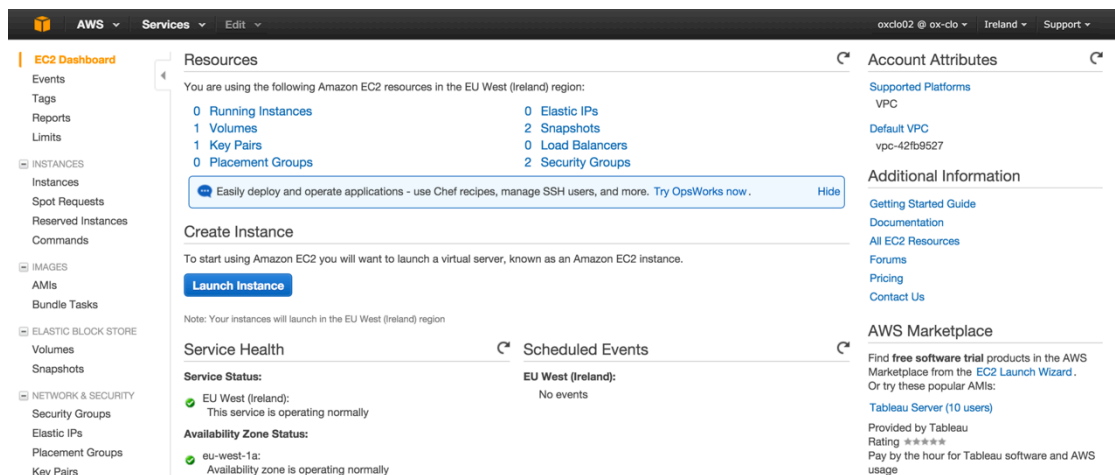 AWS Services Edit oxclo02 @ ox-clo Ireland Support
EC2 Dashboard
Events
Tags
Reports
Limits
INSTANCES
Instances
Spot Requests
Reserved Instances
Commands
IMAGES
AMIs
Bundle Tasks
ELASTIC BLOCK STORE
Volumes
Snapshots
NETWORK & SECURITY
Security Groups
Elastic IPs
Placement Groups
Key Pairs
Resources
You are using the following Amazon EC2 resources in the EU West (Ireland) region:
0 Running Instances
1 Volumes
1 Key Pairs
0 Placement Groups
0 Elastic IPs
2 Snapshots
0 Load Balancers
2 Security Groups
Easily deploy and operate applications - use Chef recipes, manage SSH users, and more. Try OpsWorks now. Hide
Create Instance
To start using Amazon EC2 you will want to launch a virtual server, known as an Amazon EC2 instance.
Launch Instance
Note: Your instances will launch in the EU West (Ireland) region
Service Health
Service Status:
EU West (Ireland):
This service is operating normally
Availability Zone Status:
eu-west-1a:
Availability zone is operating normally
Scheduled Events
EU West (Ireland):
No events
Account Attributes
Supported Platforms
VPC
Default VPC
vpc-42fb9527
Additional Information
Getting Started Guide
Documentation
All EC2 Resources
Forums
Pricing
Contact Us
AWS Marketplace
Find free software trial products in the AWS
Marketplace from the EC2 Launch Wizard.
Or try these popular AMIs:
Tableau Server (10 users)
Provided by Tableau
Rating
Pay by the hour for Tableau software and AWS
usage